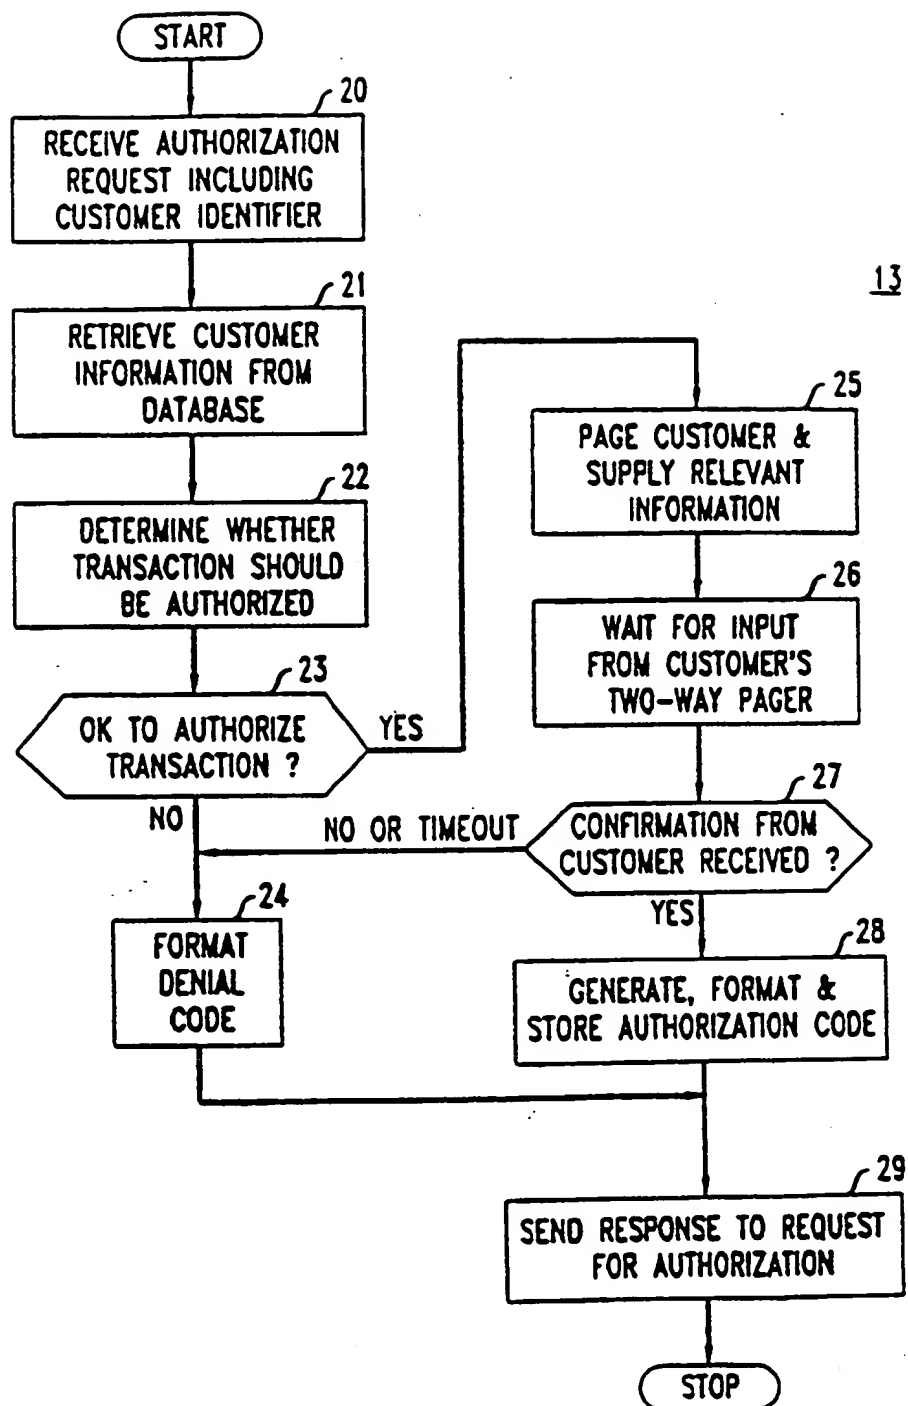 START
20
RECEIVE AUTHORIZATION
REQUEST INCLUDING
CUSTOMER IDENTIFIER
21
RETRIEVE CUSTOMER
INFORMATION FROM
DATABASE
22
DETERMINE WHETHER
TRANSACTION SHOULD
BE AUTHORIZED
23
OK TO AUTHORIZE
TRANSACTION ?
YES
NO
24
FORMAT
DENIAL
CODE
13
25
PAGE CUSTOMER &
SUPPLY RELEVANT
INFORMATION
26
WAIT FOR INPUT
FROM CUSTOMER'S
TWO-WAY PAGER
27
CONFIRMATION FROM
CUSTOMER RECEIVED ?
NO OR TIMEOUT
YES
28
GENERATE, FORMAT &
STORE AUTHORIZATION CODE
29
SEND RESPONSE TO REQUEST
FOR AUTHORIZATION
STOP